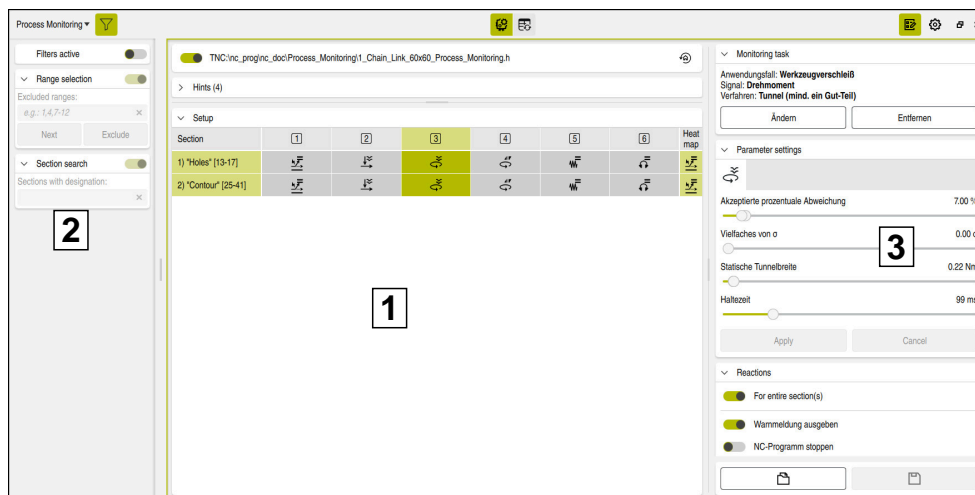 Process Monitoring
Filters active
Range selection
Excluded ranges:
e.g.: 1,4,7-12
Next
Exclude
Section search
Sections with designation:
2
TNC:\nc_prog\nc_doc\Process_Monitoring\1_Chain_Link_60x60_Process_Monitoring.h
Hints (4)
Setup
Section 1 2 3 4 5 6 Heat map
1) "Holes" [13-17]
2) "Contour" [25-41]
1
Monitoring task
Anwendungsfall: Werkzeugverschleiß
Signal: Drehmoment
Verfahren: Tunnel (mind. ein Gut-Teil)
Ändern
Entfernen
Parameter settings
Akzeptierte prozentuale Abweichung 7.00 %
Vielfaches von σ 0.00
3
Statische Tunnelbreite 0.22 Nm
Haltezeit 99 ms
Apply
Cancel
Reactions
For entire section(s)
Warnmeldung ausgeben
NC-Programm stoppen